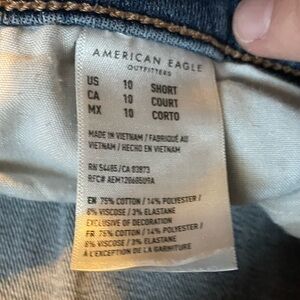 AMERICAN EAGLE
OUTFITTERS
US 10 SHORT
CA 10 COURT
MX 10 CORTO
MADE IN VIETNAM / FABRIQUÉ AU
VIETNAM / HECHO EN VIETNAM
RN 54485/CA 03873
RFC# AEM120605U9A
EN 75% COTTON / 14% POLYESTER /
8% VISCOSE / 3% ELASTANE
EXCLUSIVE OF DECORATION
FR 75% COTTON / 14% POLYESTER /
8% VISCOSE / 3% ELASTANE
À L'EXCEPTION DE LA GARNITURE